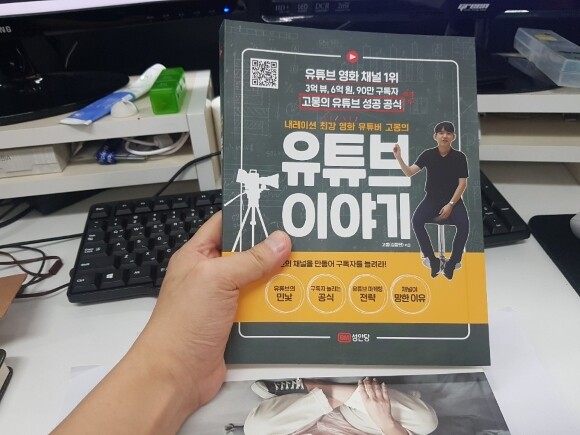 유튜브 영화 채널 1위
3억 뷰, 6억 원, 90만 구독자
고몽의 유튜브 성공 공식
내레이션 최강 영화 유튜버 고몽의
유튜브
이야기
채널을 만들어 구독자를 늘려라!
유튜브의
민낯
구독자 늘리는
공식
유튜브 마케팅
전략
채널이
망한 이유
성안당